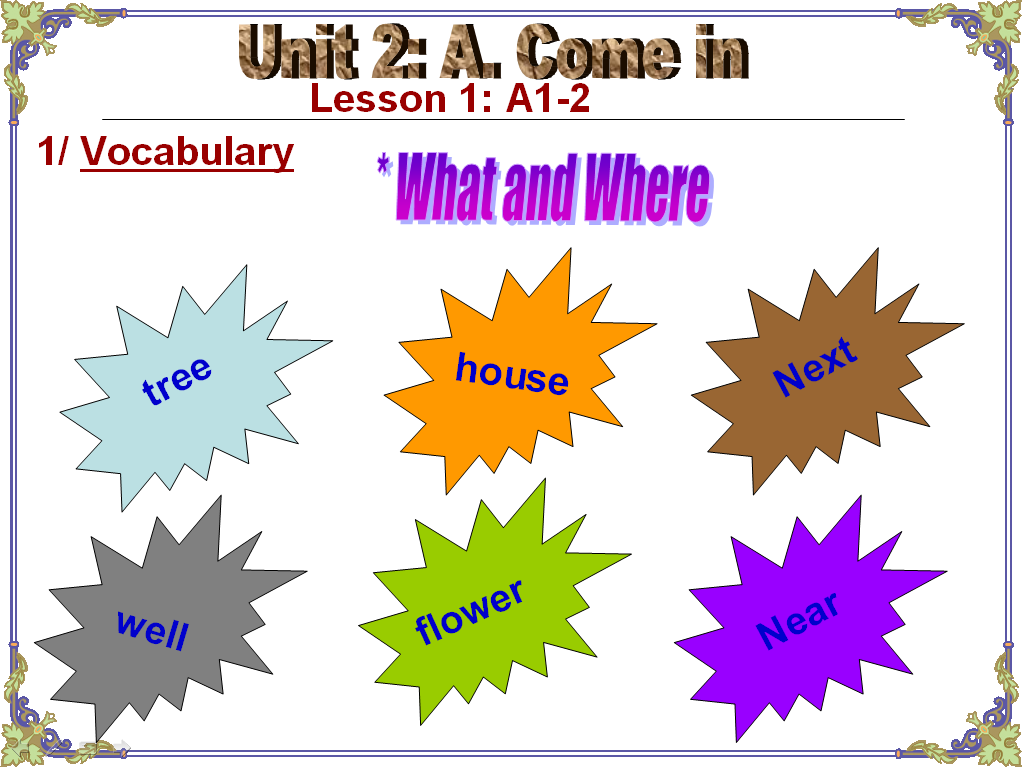 Unit 2: A. Come in
Lesson 1: A1-2
1/ Vocabulary
* What and Where
tree
house
Next
well
flower
Near